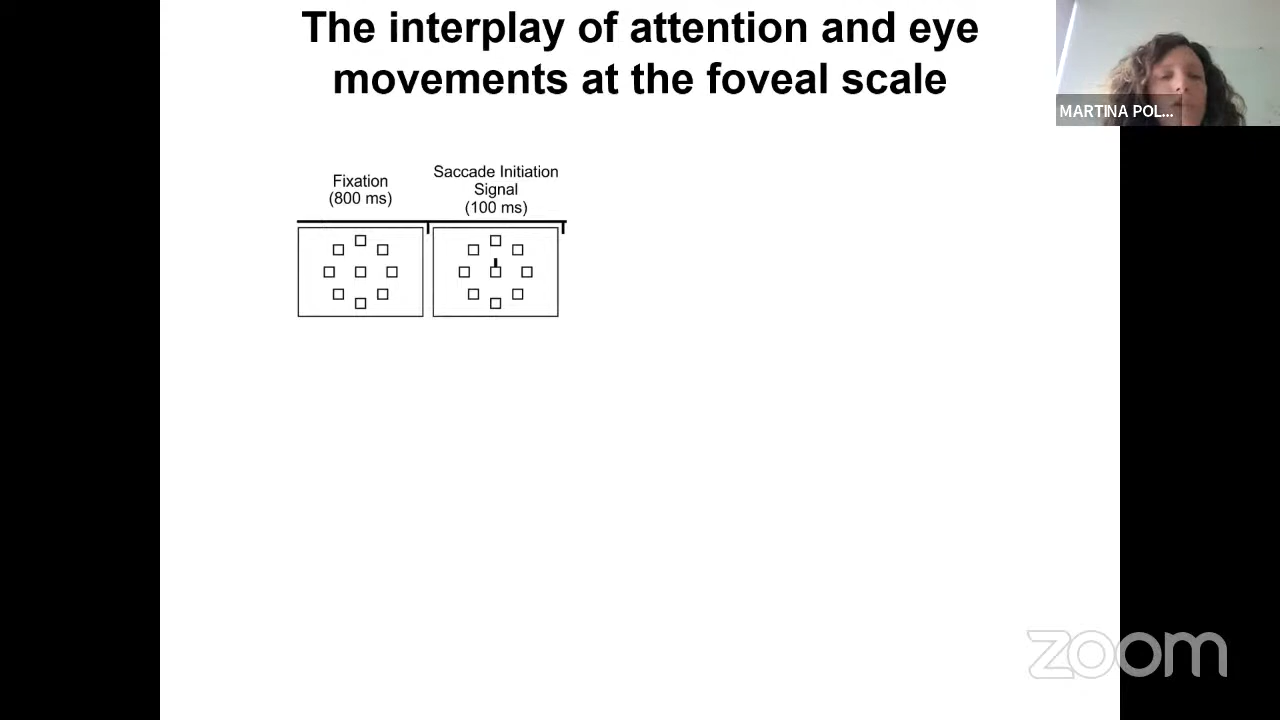 The interplay of attention and eye
movements at the foveal scale
MARTINA POL...
Fixation
(800 ms)
Saccade Initiation
Signal
(100 ms)
zoom